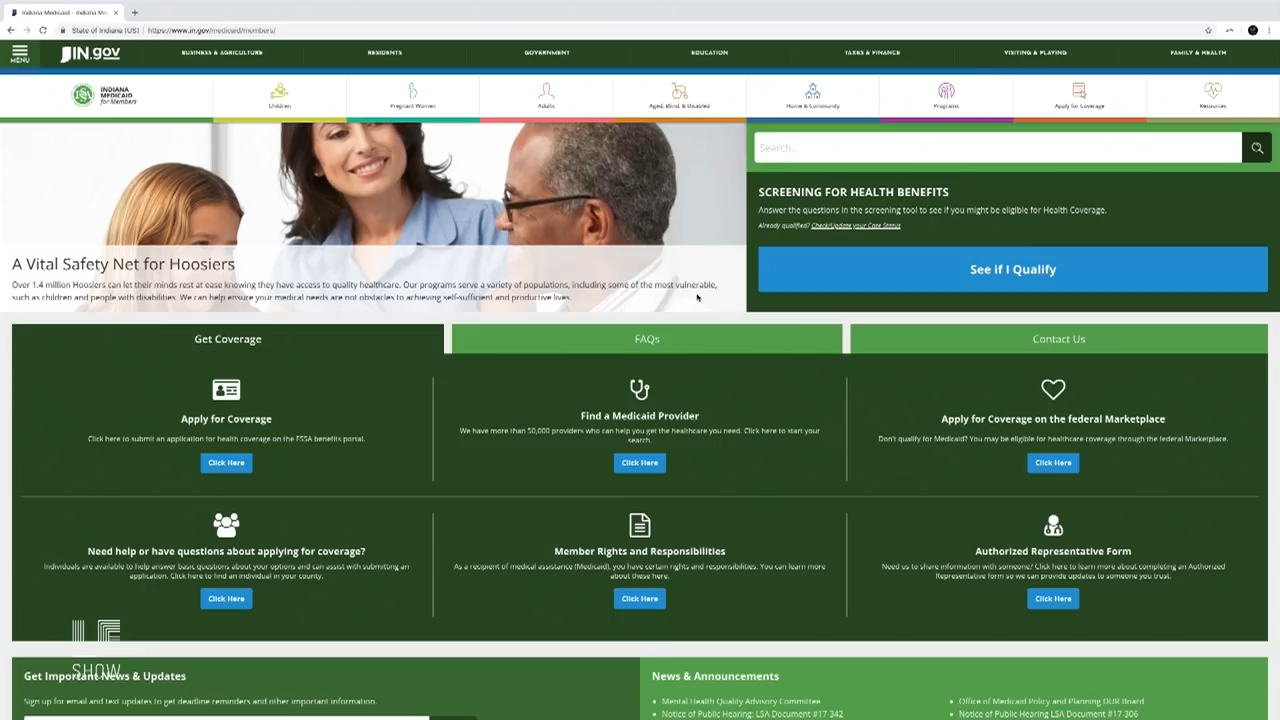 Indiana Medicaid - Indiana Me
State of Indiana [US] | https://www.in.gov/medicaid/members/
MENU
IN.gov
BUSINESS & AGRICULTURE
RESIDENTS
GOVERNMENT
EDUCATION
TAXES & FINANCE
VISITING & PLAYING
FAMILY & HEALTH
INDIANA
MEDICAID
for Members
Children
Pregnant Women
Adults
Aged, Blind, & Disabled
Home & Community
Programs
Apply for Coverage
Resources
Search...
SCREENING FOR HEALTH BENEFITS
Answer the questions in the screening tool to see if you might be eligible for Health Coverage.
Already qualified? Check/Update your Case Status
See if I Qualify
A Vital Safety Net for Hoosiers
Over 1.4 million Hoosiers can let their minds rest at ease knowing they have access to quality healthcare. Our programs serve a variety of populations, including some of the most vulnerable,
such as children and people with disabilities. We can help ensure your medical needs are not obstacles to achieving self-sufficient and productive lives.
Get Coverage
FAQs
Contact Us
Apply for Coverage
Click here to submit an application for health coverage on the FSSA benefits portal.
Click Here
Find a Medicaid Provider
We have more than 50,000 providers who can help you get the healthcare you need. Click here to start your
search.
Click Here
Apply for Coverage on the federal Marketplace
Don't qualify for Medicaid? You may be eligible for healthcare coverage through the federal Marketplace.
Click Here
Need help or have questions about applying for coverage?
Individuals are available to help answer basic questions about your options and can assist with submitting an
application. Click here to find an individual in your county.
Click Here
Member Rights and Responsibilities
As a recipient of medical assistance (Medicaid), you have certain rights and responsibilities. You can learn more
about these here.
Click Here
Authorized Representative Form
Need us to share information with someone? Click here to learn more about completing an Authorized
Representative form so we can provide updates to someone you trust.
Click Here
LE
SHOW
Get Important News & Updates
Sign up for email and text updates to get deadline reminders and other important information.
News & Announcements
Mental Health Quality Advisory Committee
Notice of Public Hearing: LSA Document #17-342
Office of Medicaid Policy and Planning DUR Board
Notice of Public Hearing LSA Document #17-306